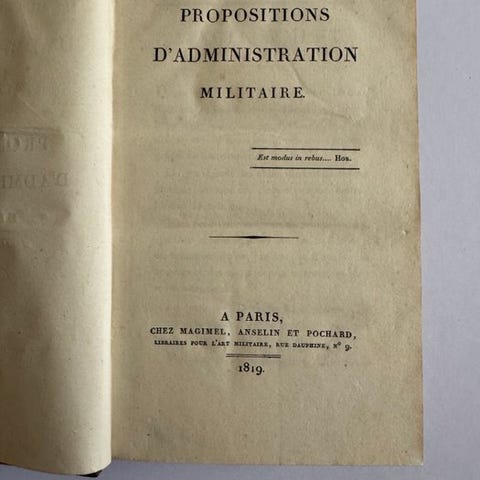 PROPOSITIONS
D'ADMINISTRATION
MILITAIRE.
Est modus in rebus.... Hor.
A PARIS,
CHEZ MAGIMEL, ANSELIN ET POCHARD,
LIBRAIRES POUR L'ART MILITAIRE, RUE DAUPHINE, N° 9.
1819.